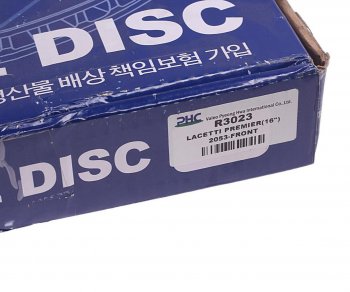 DISC
생산물 배상 책임보험 가입
PHC Valeo Pyeong Hwa International Co., Ltd.
R3023
LACETTI PREMIER(16")
2053-FRONT
DISC